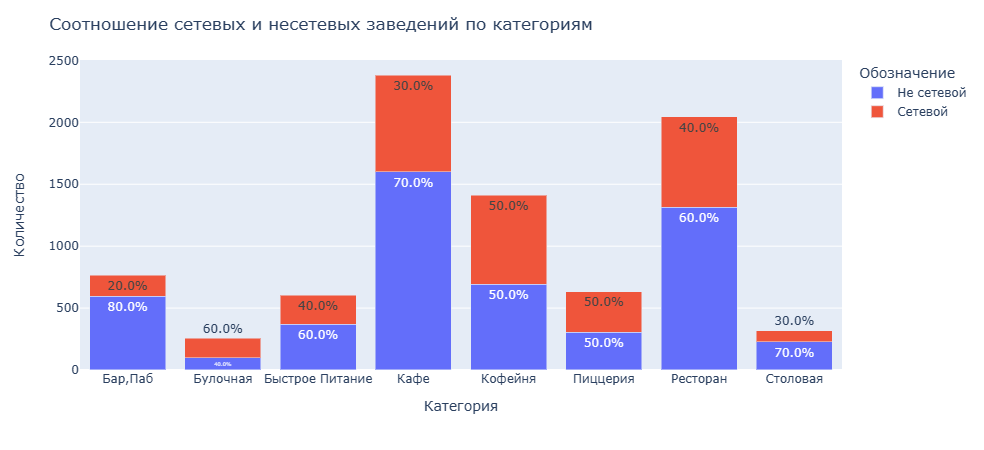 Соотношение сетевых и несетевых заведений по категориям
Обозначение
Не сетевой
Сетевой
Количество
2500
2000
1500
1000
500
0
20.0%
80.0%
60.0%
40.0%
40.0%
60.0%
30.0%
70.0%
50.0%
50.0%
50.0%
50.0%
40.0%
60.0%
30.0%
70.0%
Бар,Паб
Булочная
Быстрое Питание
Кафе
Кофейня
Пиццерия
Ресторан
Столовая
Категория